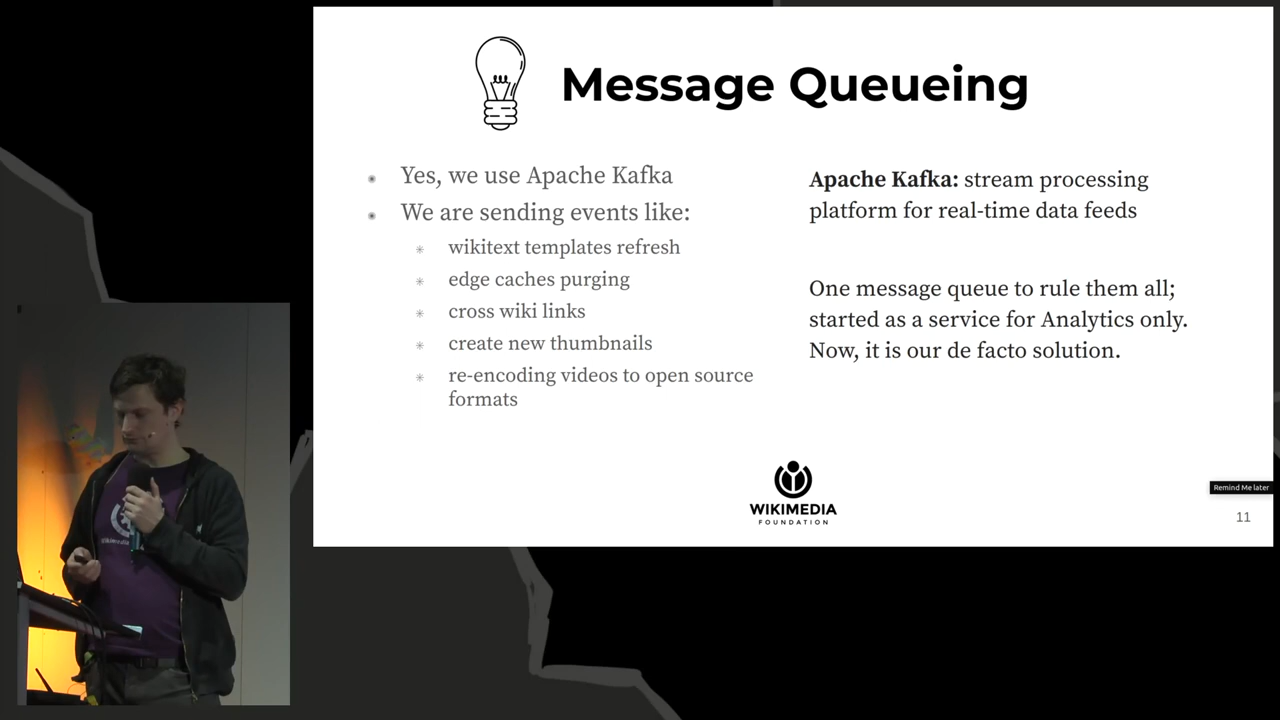 Message Queueing
Yes, we use Apache Kafka
We are sending events like:
wikitext templates refresh
edge caches purging
cross wiki links
create new thumbnails
re-encoding videos to open source
formats
Apache Kafka: stream processing
platform for real-time data feeds
One message queue to rule them all;
started as a service for Analytics only.
Now, it is our de facto solution.
WIKIMEDIA
FOUNDATION
Remind Me later
11